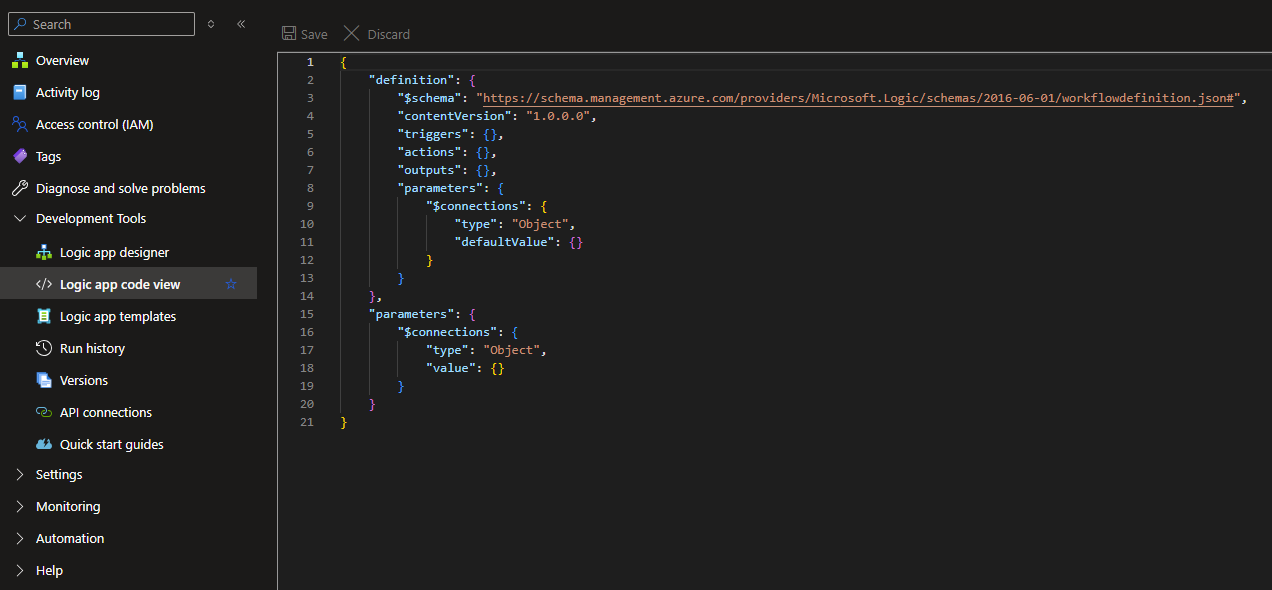 Search
Overview
Activity log
Access control (IAM)
Tags
Diagnose and solve problems
Development Tools
Logic app designer
Logic app code view
Logic app templates
Run history
Versions
API connections
Quick start guides
Settings
Monitoring
Automation
Help
Save Discard
1 {
2 "definition": {
3 "$schema": "https://schema.management.azure.com/providers/Microsoft.Logic/schemas/2016-06-01/workflowdefinition.json#",
4 "contentVersion": "1.0.0.0",
5 "triggers": {},
6 "actions": {},
7 "outputs": {},
8 "parameters": {
9 "$connections": {
10 "type": "Object",
11 "defaultValue": {}
12 }
13 }
14 },
15 "parameters": {
16 "$connections": {
17 "type": "Object",
18 "value": {}
19 }
20 }
21 }